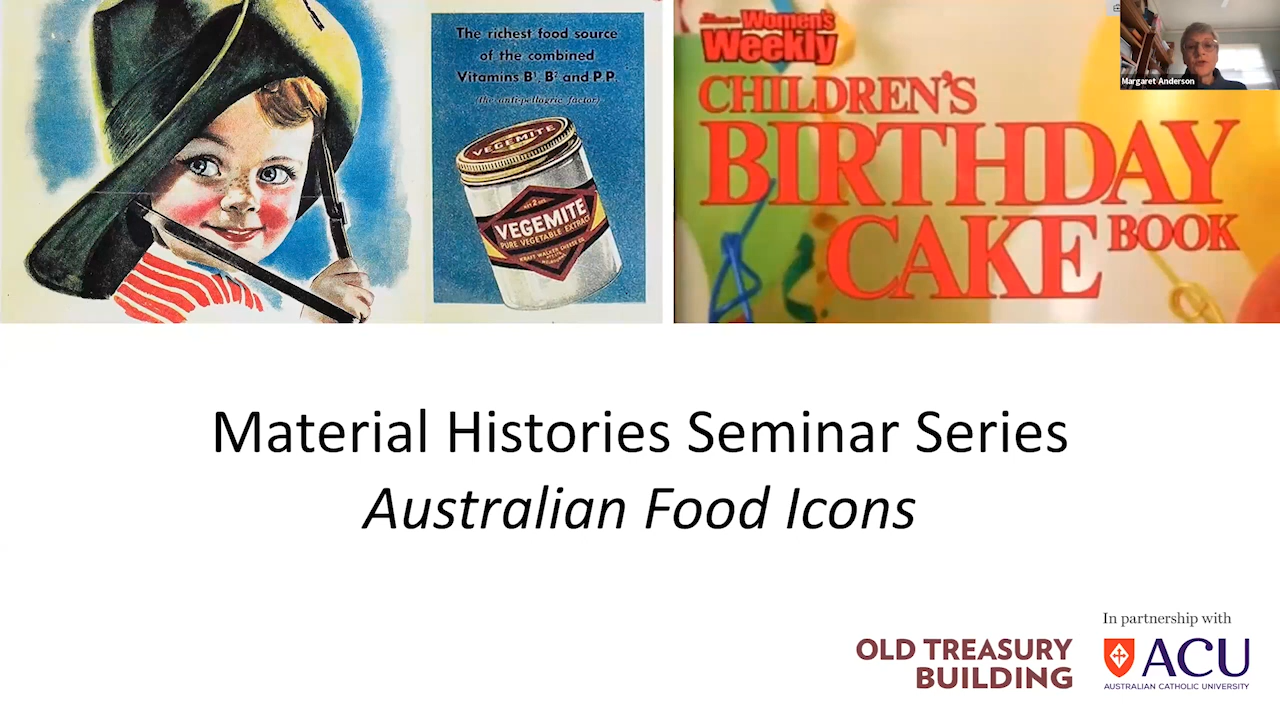 The richest food source
of the combined
Vitamins B¹, B² and P.P.
(the antipellagric factor)
VEGEMITE
VEGEMITE
PURE VEGETABLE EXTRACT
KRAFT WALKER CHEESE CO.
Women's
Weekly
CHILDREN'S
BIRTHDAY
CAKE BOOK
Margaret Anderson
Material Histories Seminar Series
Australian Food Icons
In partnership with
OLD TREASURY
BUILDING
ACU
AUSTRALIAN CATHOLIC UNIVERSITY